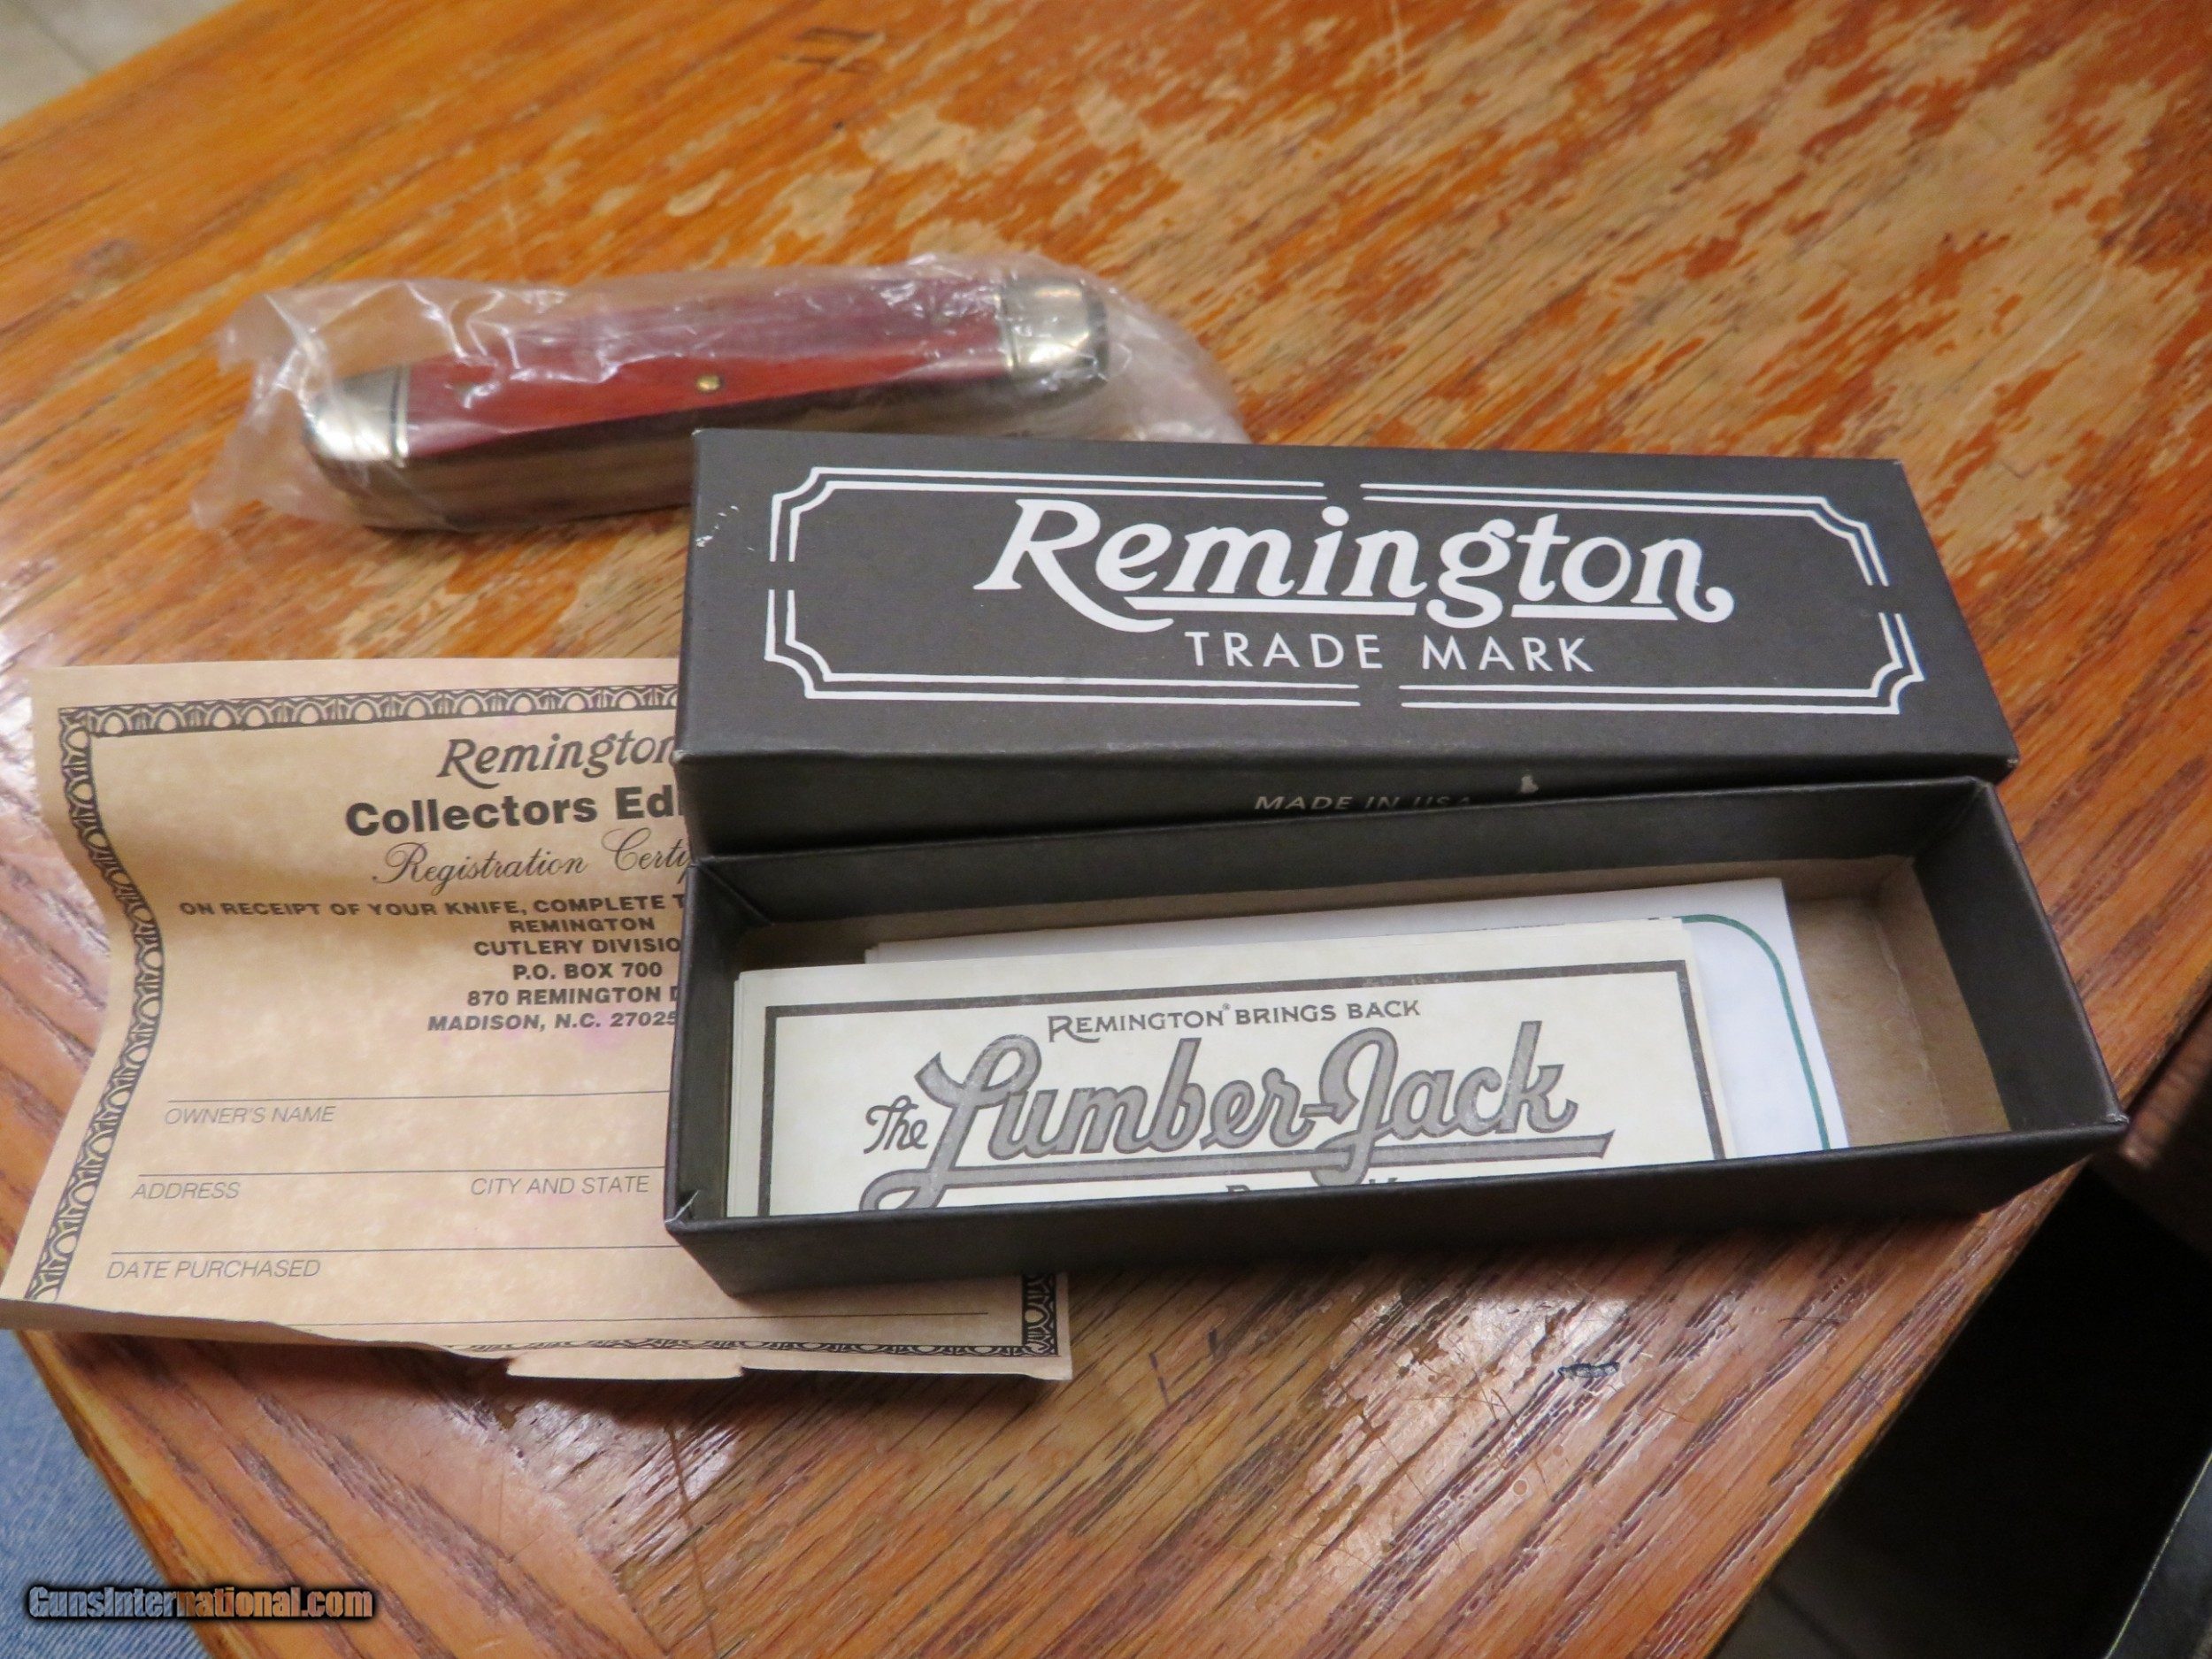 Remington
TRADE MARK
MADE IN USA
Remington
Collectors Ed
Registration Certif
ON RECEIPT OF YOUR KNIFE, COMPLETE T
REMINGTON
CUTLERY DIVISIO
P.O. BOX 700
870 REMINGTON D
MADISON, N.C. 27025
OWNER'S NAME
ADDRESS CITY AND STATE
DATE PURCHASED
REMINGTON® BRINGS BACK
The Lumber-Jack
GunsInternational.com